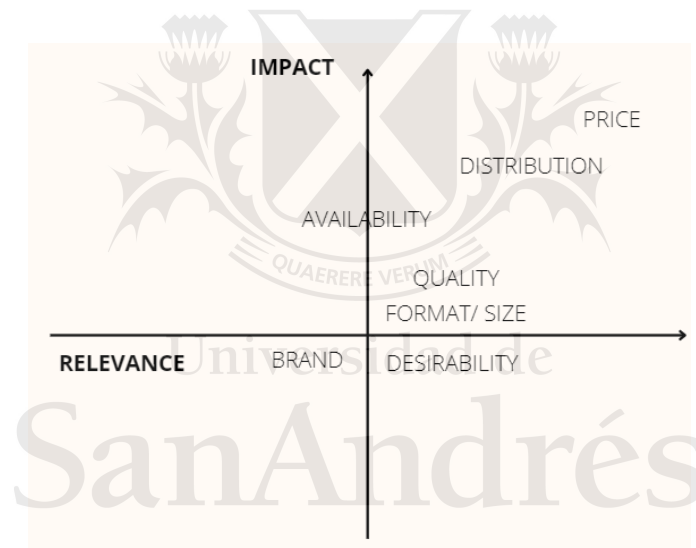 IMPACT
PRICE
DISTRIBUTION
AVAILABILITY
QUAERERE VERUM
QUALITY
FORMAT/ SIZE
RELEVANCE
BRAND
DESIRABILITY
Universidad de
SanAndrés